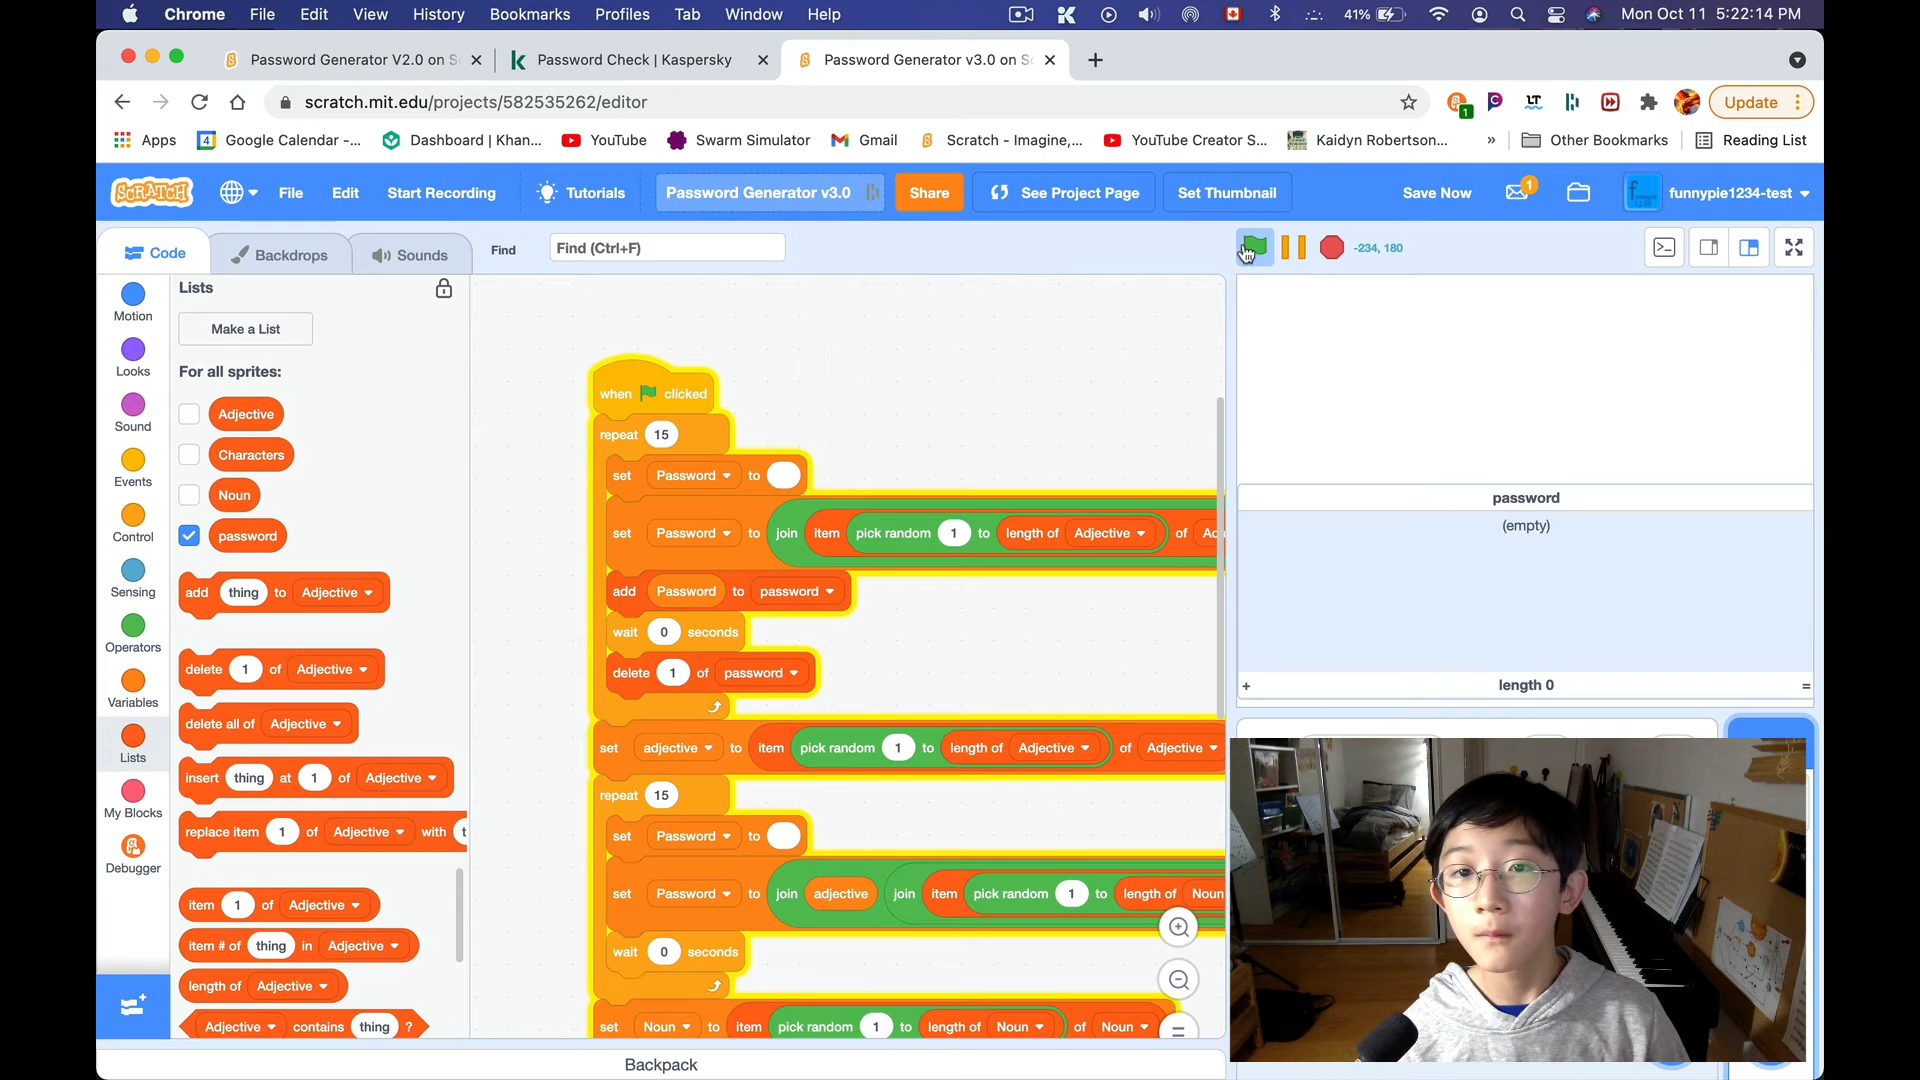 Chrome File Edit View History Bookmarks Profiles Tab Window Help 41% Mon Oct 11 5:22:14 PM
Password Generator V2.0 on S
Password Check | Kaspersky
Password Generator v3.0 on S
scratch.mit.edu/projects/582535262/editor
1
Update
Apps
4
Google Calendar -...
Dashboard | Khan...
YouTube
Swarm Simulator
Gmail
Scratch - Imagine,...
YouTube Creator S...
Kaidyn Robertson...
»
Other Bookmarks
Reading List
SCRATCH
File
Edit
Start Recording
Tutorials
Password Generator v3.0
Share
See Project Page
Set Thumbnail
Save Now
1
funnypie1234-test
Code
Backdrops
Sounds
Find
Find (Ctrl+F)
-234, 180
Motion
Looks
Sound
Events
Control
Sensing
Operators
Variables
Lists
My Blocks
Debugger
Lists
Make a List
For all sprites:
Adjective
Characters
Noun
password
add thing to Adjective
delete 1 of Adjective
delete all of Adjective
insert thing at 1 of Adjective
replace item 1 of Adjective with t
item 1 of Adjective
item # of thing in Adjective
length of Adjective
Adjective contains thing ?
when clicked
repeat 15
set Password to
set Password to join item pick random 1 to length of Adjective of
add Password to password
wait 0 seconds
delete 1 of password
set adjective to item pick random 1 to length of Adjective of Adjective
repeat 15
set Password to
set Password to join adjective join item pick random 1 to length of Noun
wait 0 seconds
set Noun to item pick random 1 to length of Noun of Noun
password
(empty)
+ length 0 =
Backpack